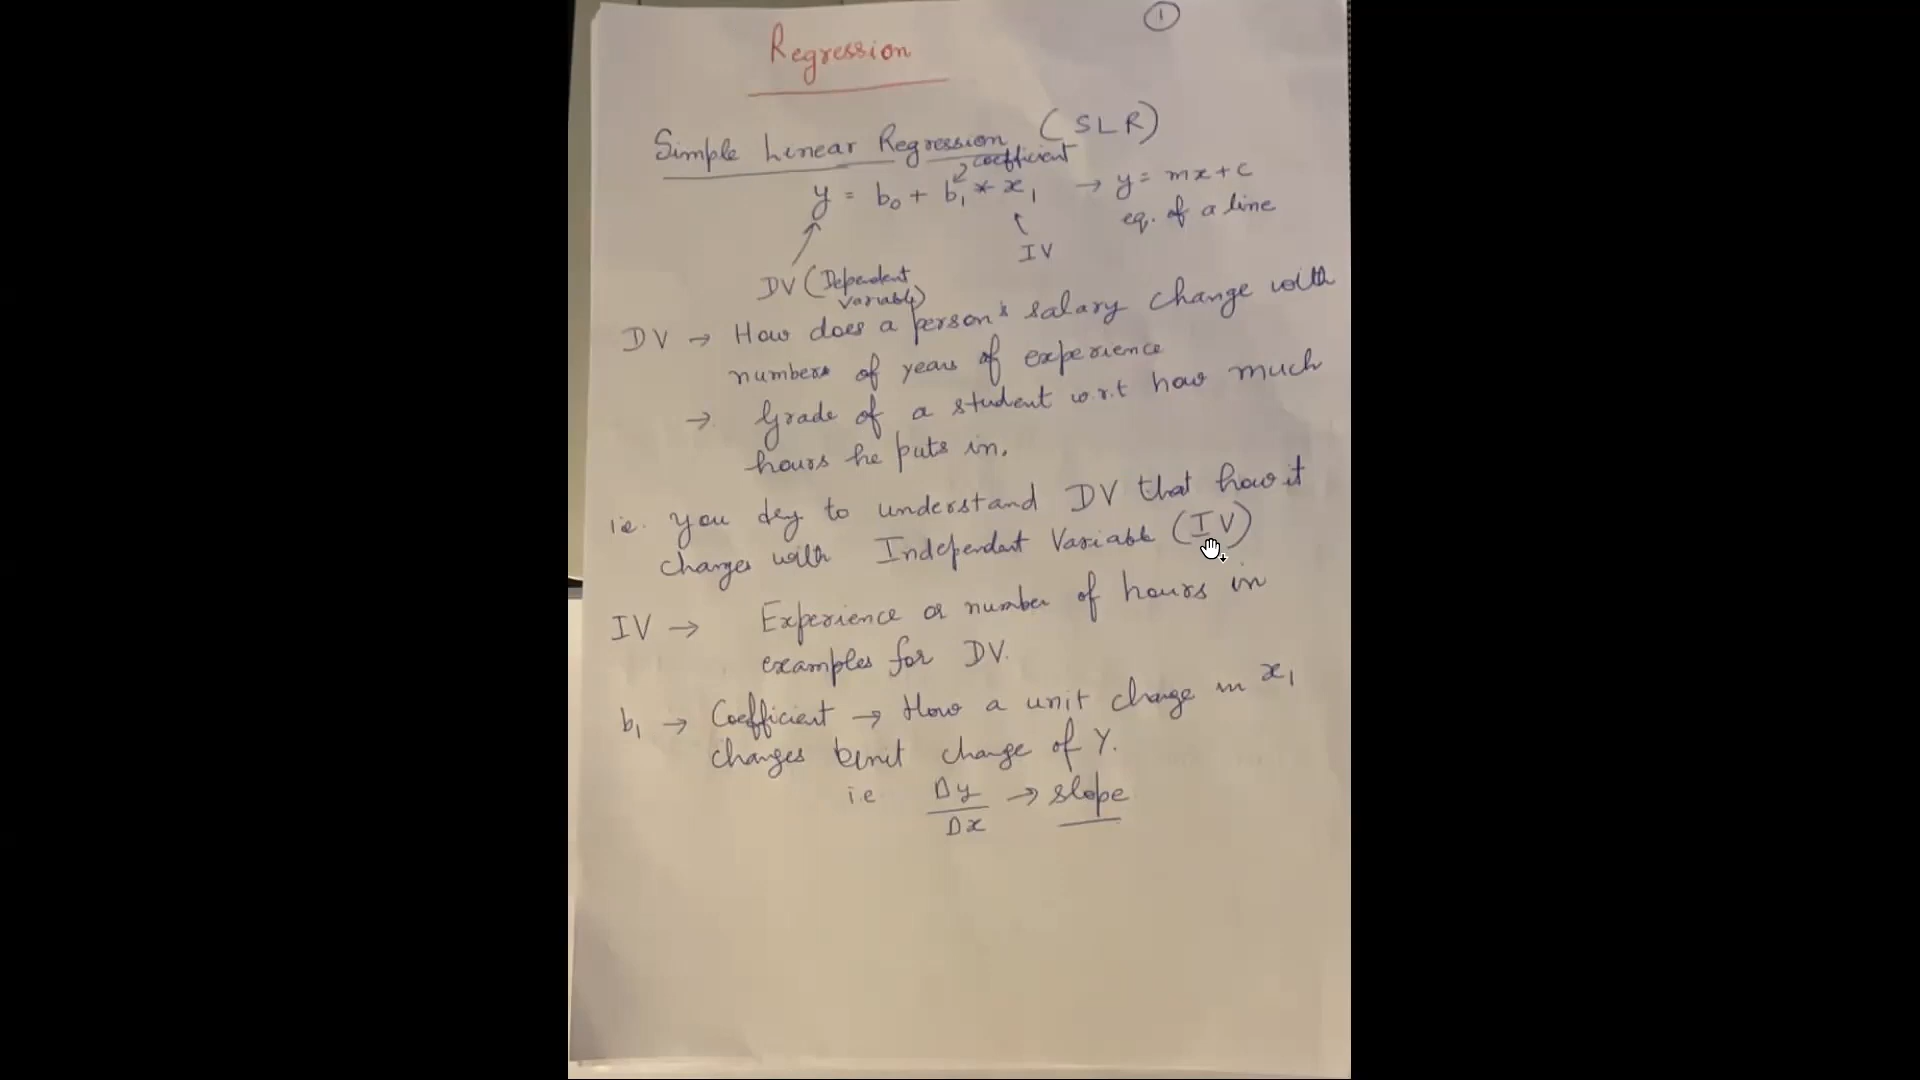 1
Regression
Simple Linear Regression (SLR)
coefficient
y = b₀ + b₁ * x₁ → y = mx + c
eq. of a line
IV
DV (Dependent
variable)
DV → How does a person's salary change with
numbers of years of experience
→ Grade of a student w.r.t how much
hours he puts in.
i.e. you try to understand DV that how it
changes with Independent Variable (IV)
IV → Experience or number of hours in
examples for DV.
b₁ → Coefficient → How a unit change in x₁
changes unit change of Y.
i.e Δy
Δx
→ slope